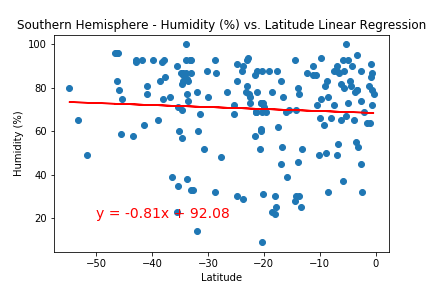 Southern Hemisphere - Humidity (%) vs. Latitude Linear Regression
100
80
60
40
20
Humidity (%)
y = -0.81x + 92.08
−50
−40
−30
−20
−10
0
Latitude